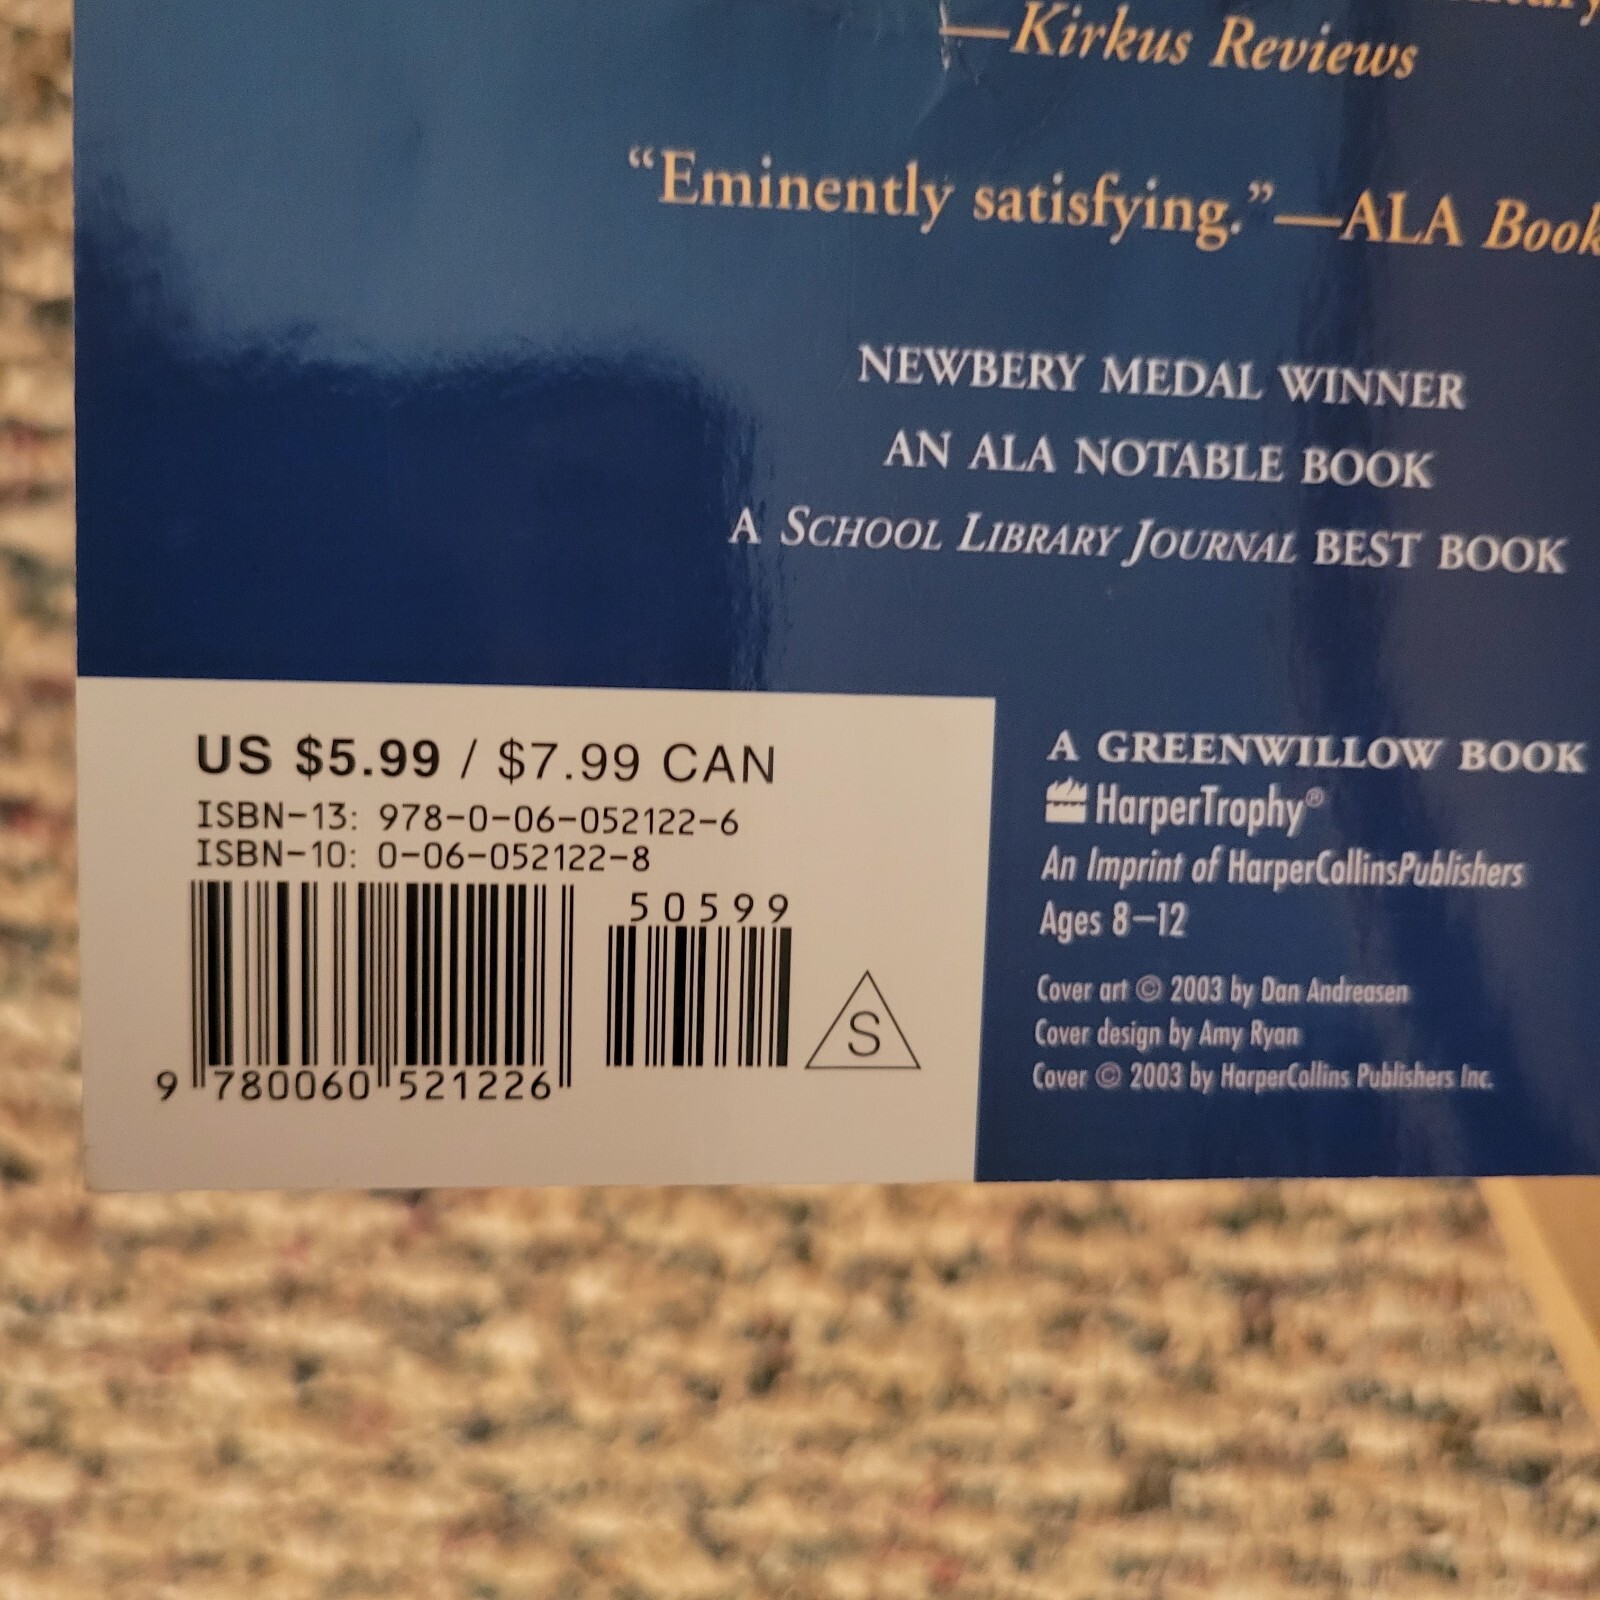 —Kirkus Reviews
“Eminently satisfying.”—ALA Book
NEWBERY MEDAL WINNER
AN ALA NOTABLE BOOK
A SCHOOL LIBRARY JOURNAL BEST BOOK
US $5.99 / $7.99 CAN
ISBN-13: 978-0-06-052122-6
ISBN-10: 0-06-052122-8
50599
9 780060 521226
S
A GREENWILLOW BOOK
HarperTrophy®
An Imprint of HarperCollinsPublishers
Ages 8–12
Cover art © 2003 by Dan Andreasen
Cover design by Amy Ryan
Cover © 2003 by HarperCollins Publishers Inc.